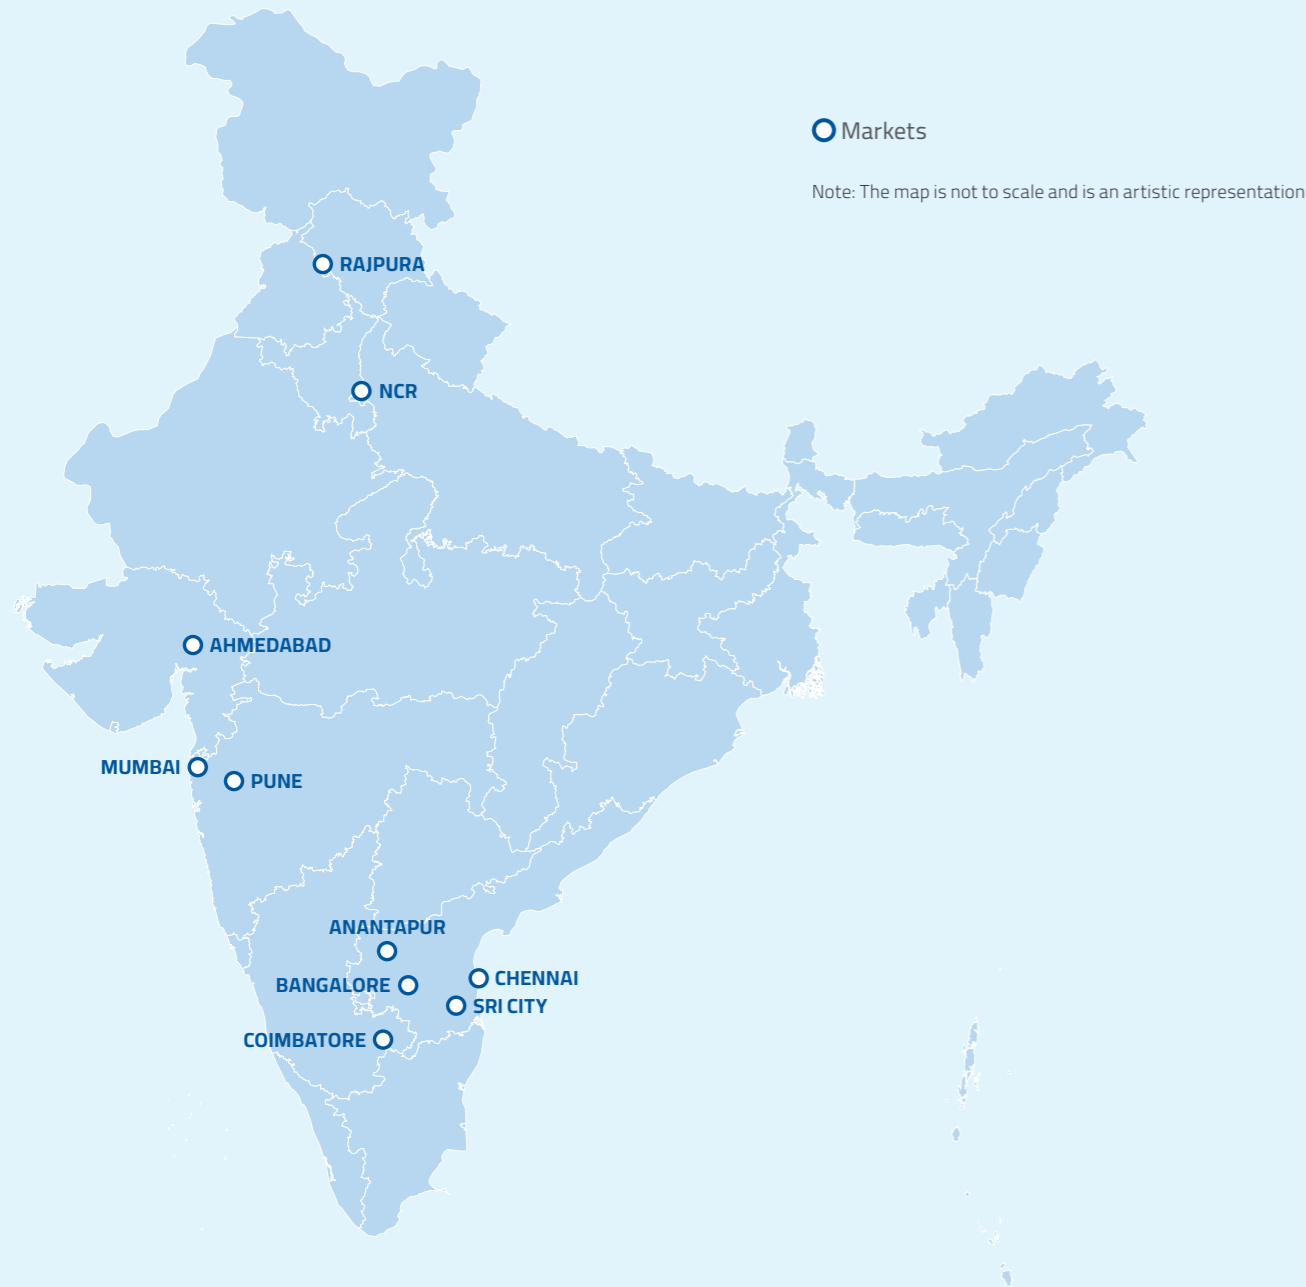 Markets
Note: The map is not to scale and is an artistic representation
RAJPURA
NCR
AHMEDABAD
MUMBAI
PUNE
ANANTAPUR
BANGALORE
CHENNAI
SRI CITY
COIMBATORE